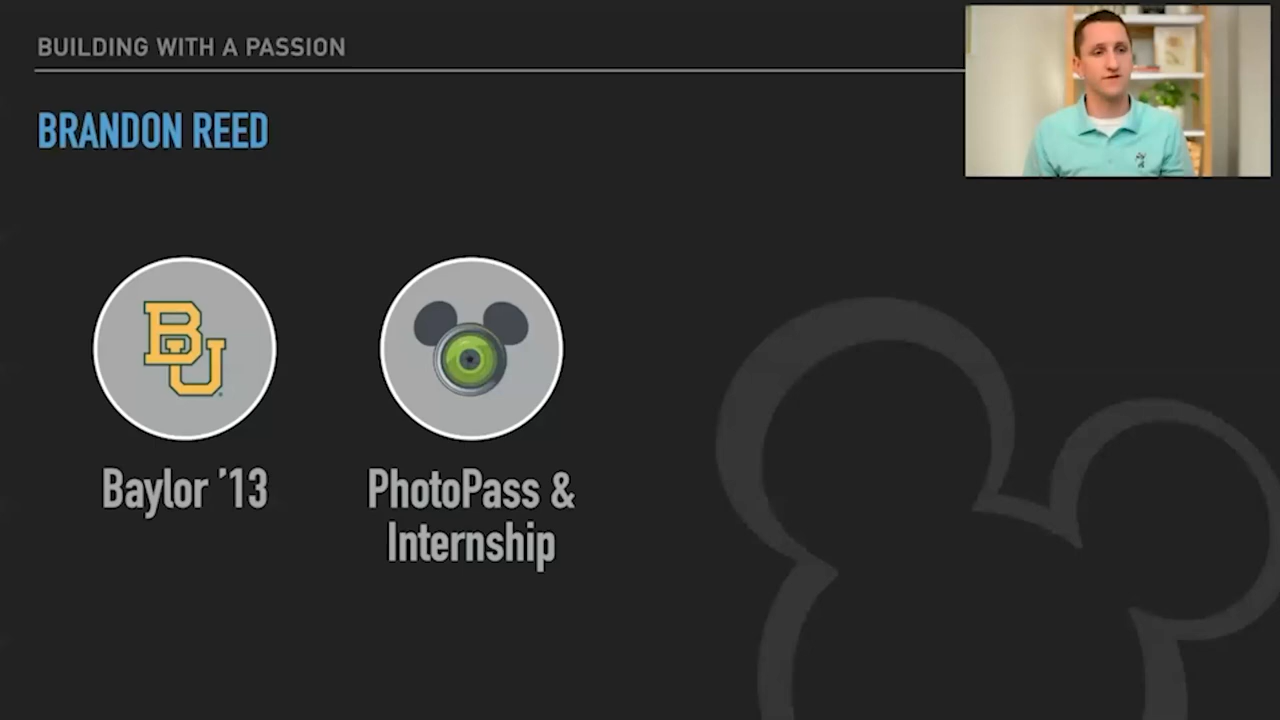 BUILDING WITH A PASSION
BRANDON REED
BU
Baylor ’13
PhotoPass &
Internship